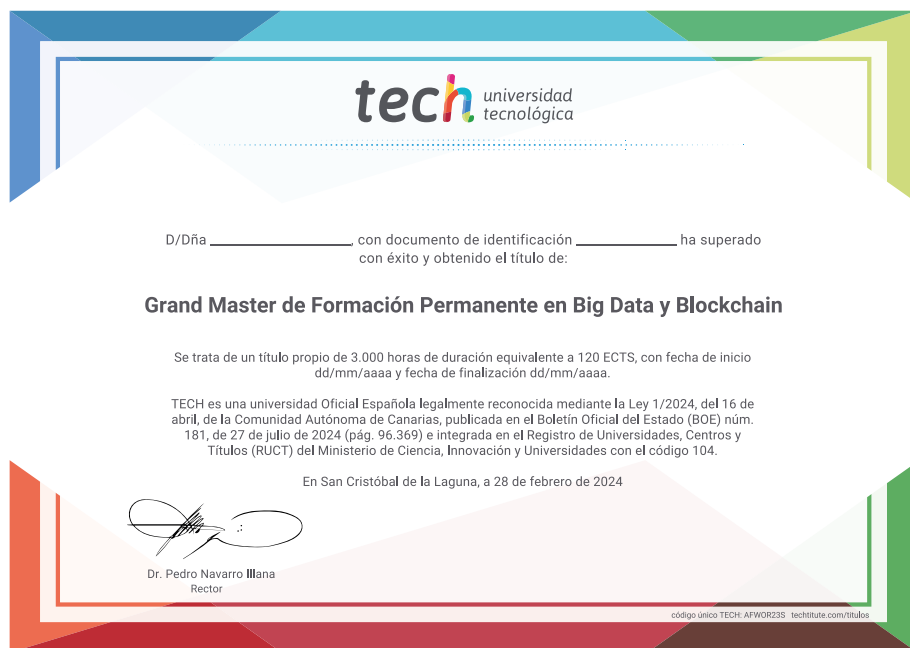 tech universidad
tecnológica
D/Dña ______________, con documento de identificación __________ ha superado
con éxito y obtenido el título de:
Grand Master de Formación Permanente en Big Data y Blockchain
Se trata de un título propio de 3.000 horas de duración equivalente a 120 ECTS, con fecha de inicio
dd/mm/aaaa y fecha de finalización dd/mm/aaaa.
TECH es una universidad Oficial Española legalmente reconocida mediante la Ley 1/2024, del 16 de
abril, de la Comunidad Autónoma de Canarias, publicada en el Boletín Oficial del Estado (BOE) núm.
181, de 27 de julio de 2024 (pág. 96.369) e integrada en el Registro de Universidades, Centros y
Títulos (RUCT) del Ministerio de Ciencia, Innovación y Universidades con el código 104.
En San Cristóbal de la Laguna, a 28 de febrero de 2024
Dr. Pedro Navarro Illana
Rector
código único TECH: AFWOR23S techtitute.com/titulos